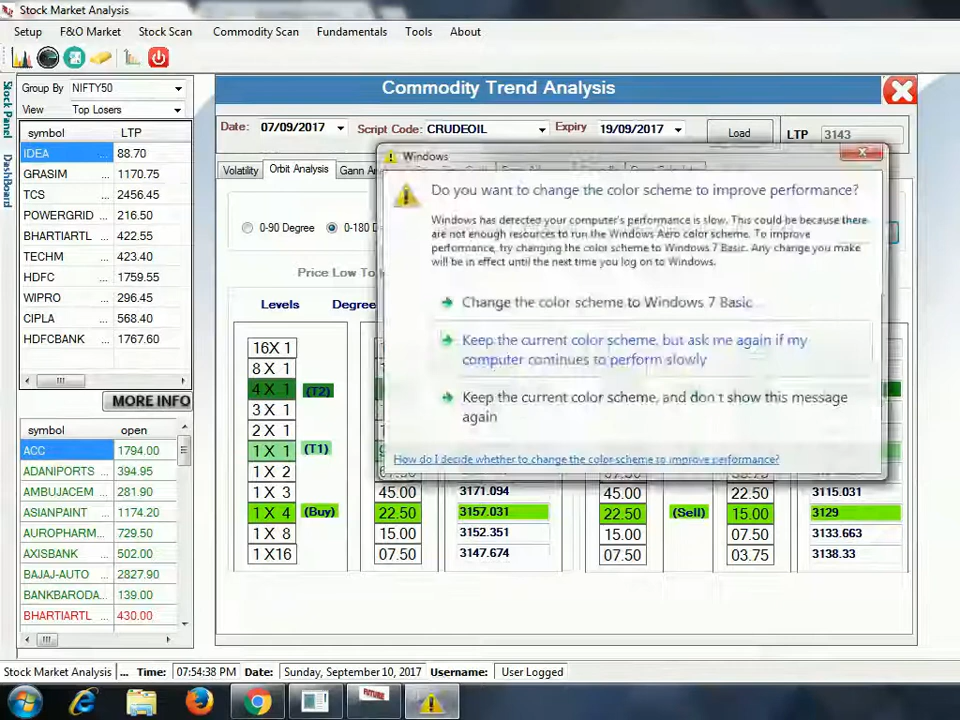 Stock Market Analysis
Setup F&O Market Stock Scan Commodity Scan Fundamentals Tools About
Stock Panel
DashBoard
Group By NIFTY50
View Top Losers
symbol LTP
IDEA ... 88.70
GRASIM ... 1170.75
TCS ... 2456.45
POWERGRID ... 216.50
BHARTIARTL ... 422.55
TECHM ... 423.40
HDFC ... 1759.55
WIPRO ... 296.45
CIPLA ... 568.40
HDFCBANK ... 1767.60
MORE INFO
symbol open
ACC ... 1794.00
ADANIPORTS ... 394.95
AMBUJACEM ... 281.90
ASIANPAINT ... 1174.20
AUROPHARM... 729.50
AXISBANK ... 502.00
BAJAJ-AUTO ... 2827.90
BANKBARODA... 139.00
BHARTIARTL ... 430.00
Commodity Trend Analysis
Date: 07/09/2017 Script Code: CRUDEOIL Expiry 19/09/2017 Load LTP 3143
Volatility Orbit Analysis Gann An
0-90 Degree 0-180 D
Price Low To
Levels Degree
16X 1
8 X 1
4 X 1 (T2)
3 X 1
2 X 1
1 X 1 (T1)
1 X 2
1 X 3 45.00 3171.094 45.00 22.50 3115.031
1 X 4 (Buy) 22.50 3157.031 22.50 (Sell) 15.00 3129
1 X 8 15.00 3152.351 15.00 07.50 3133.663
1 X16 07.50 3147.674 07.50 03.75 3138.33
Windows
Do you want to change the color scheme to improve performance?
Windows has detected your computer's performance is slow. This could be because there
are not enough resources to run the Windows Aero color scheme. To improve
performance, try changing the color scheme to Windows 7 Basic. Any change you make
will be in effect until the next time you log on to Windows.
Change the color scheme to Windows 7 Basic
Keep the current color scheme, but ask me again if my
computer continues to perform slowly
Keep the current color scheme, and don't show this message
again
How do I decide whether to change the color scheme to improve performance?
Stock Market Analysis ... Time: 07:54:38 PM Date: Sunday, September 10, 2017 Username: User Logged
FUTURE